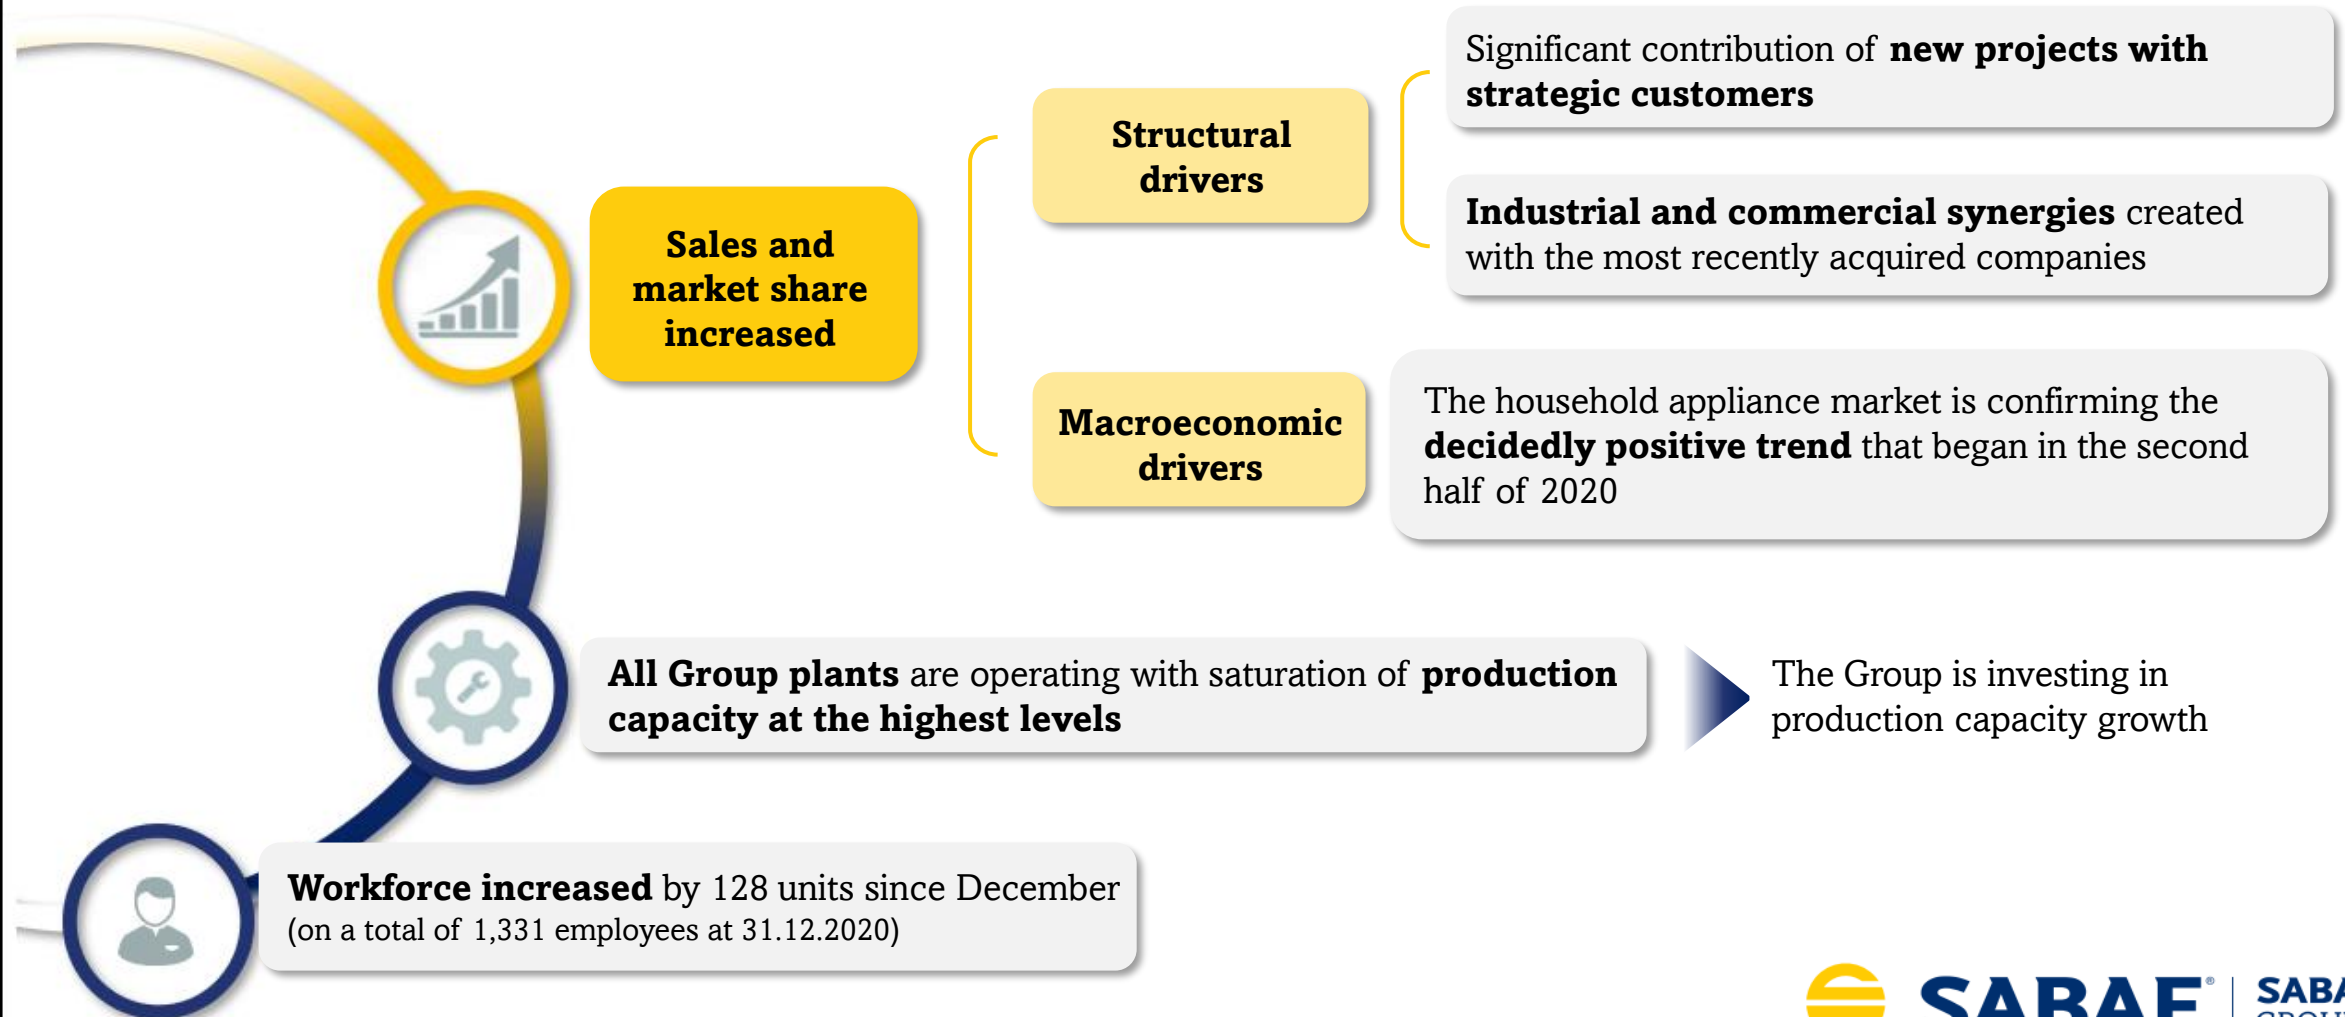 Significant contribution of new projects with
strategic customers
Structural
drivers
Industrial and commercial synergies created
with the most recently acquired companies
Sales and
market share
increased
Macroeconomic
drivers
The household appliance market is confirming the
decidedly positive trend that began in the second
half of 2020
All Group plants are operating with saturation of production
capacity at the highest levels
The Group is investing in
production capacity growth
Workforce increased by 128 units since December
(on a total of 1,331 employees at 31.12.2020)
SABAF®